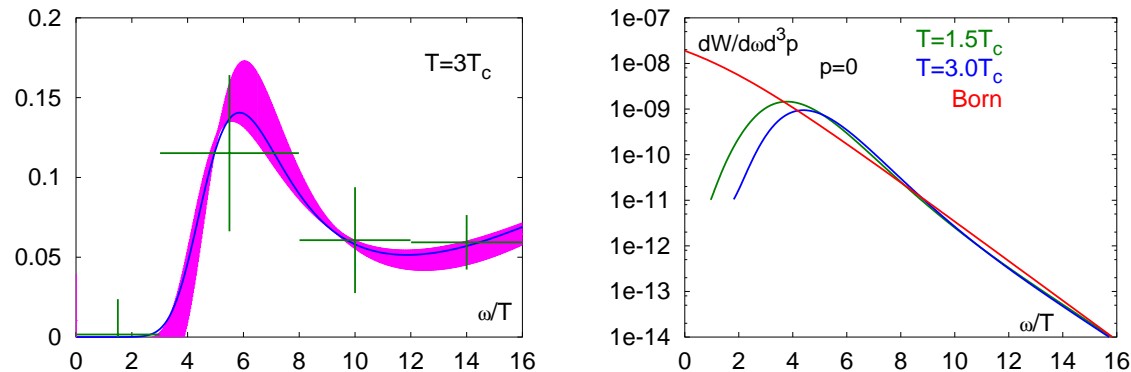 0.2
0.15
0.1
0.05
0
T=3T_c
ω/T
0 2 4 6 8 10 12 14 16
1e-07
1e-08
1e-09
1e-10
1e-11
1e-12
1e-13
1e-14
dW/dωd³p
p=0
T=1.5T_c
T=3.0T_c
Born
ω/T
0 2 4 6 8 10 12 14 16